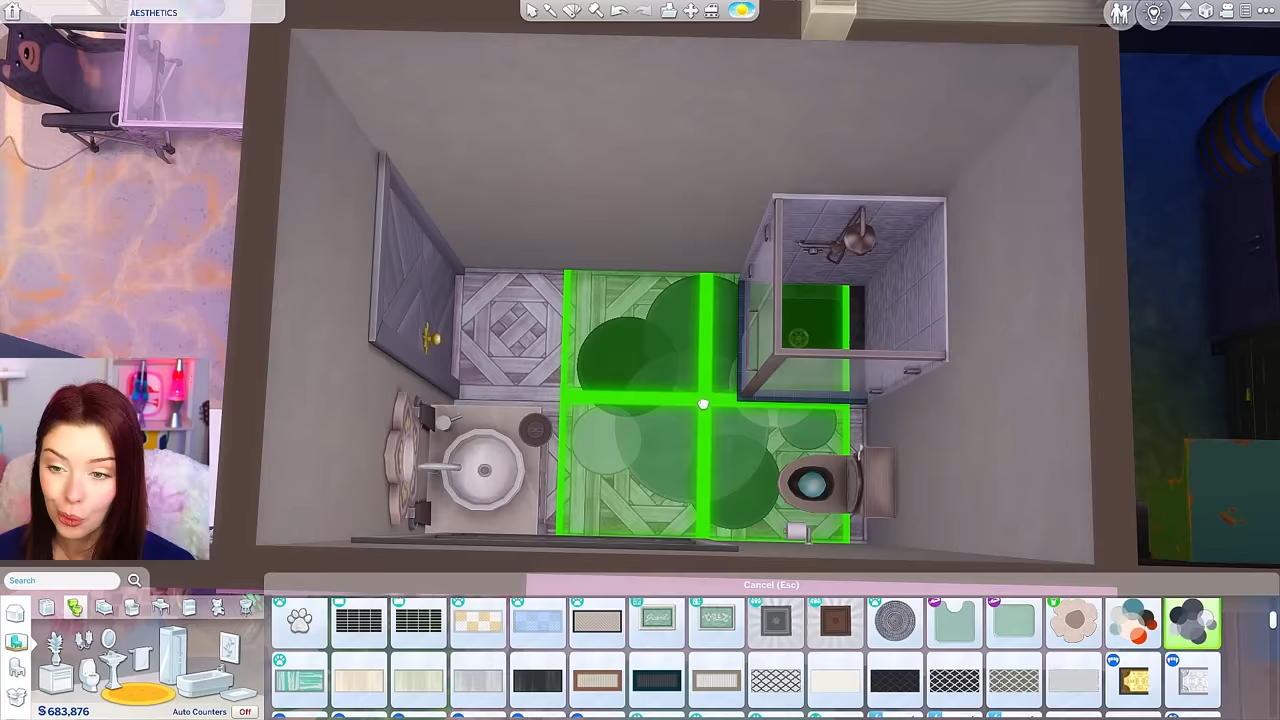 AESTHETICS
Cancel (Esc)
Search
$683,876
Auto Counters
Off